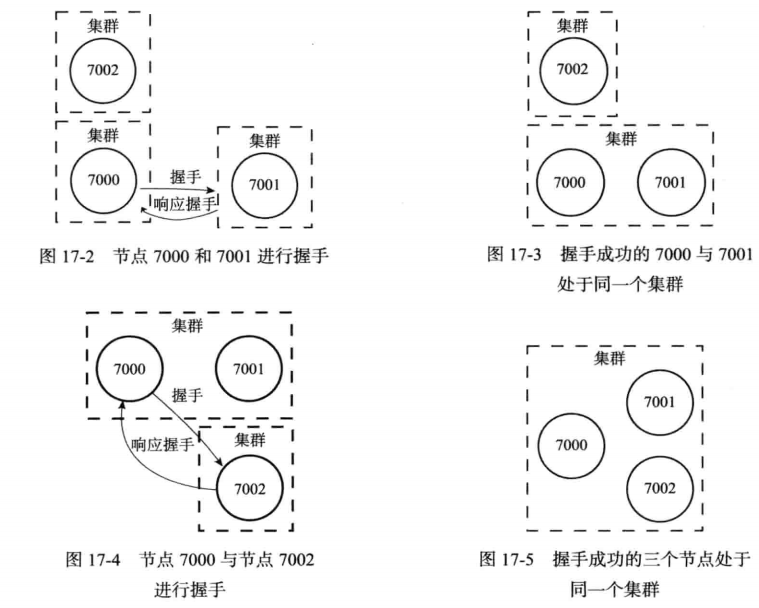 集群
7002
集群
7000
握手
响应握手
集群
7001
图 17-2 节点 7000 和 7001 进行握手
集群
7002
集群
7000
7001
图 17-3 握手成功的 7000 与 7001
处于同一个集群
集群
7000
7001
握手
响应握手
集群
7002
图 17-4 节点 7000 与节点 7002
进行握手
集群
7001
7000
7002
图 17-5 握手成功的三个节点处于
同一个集群